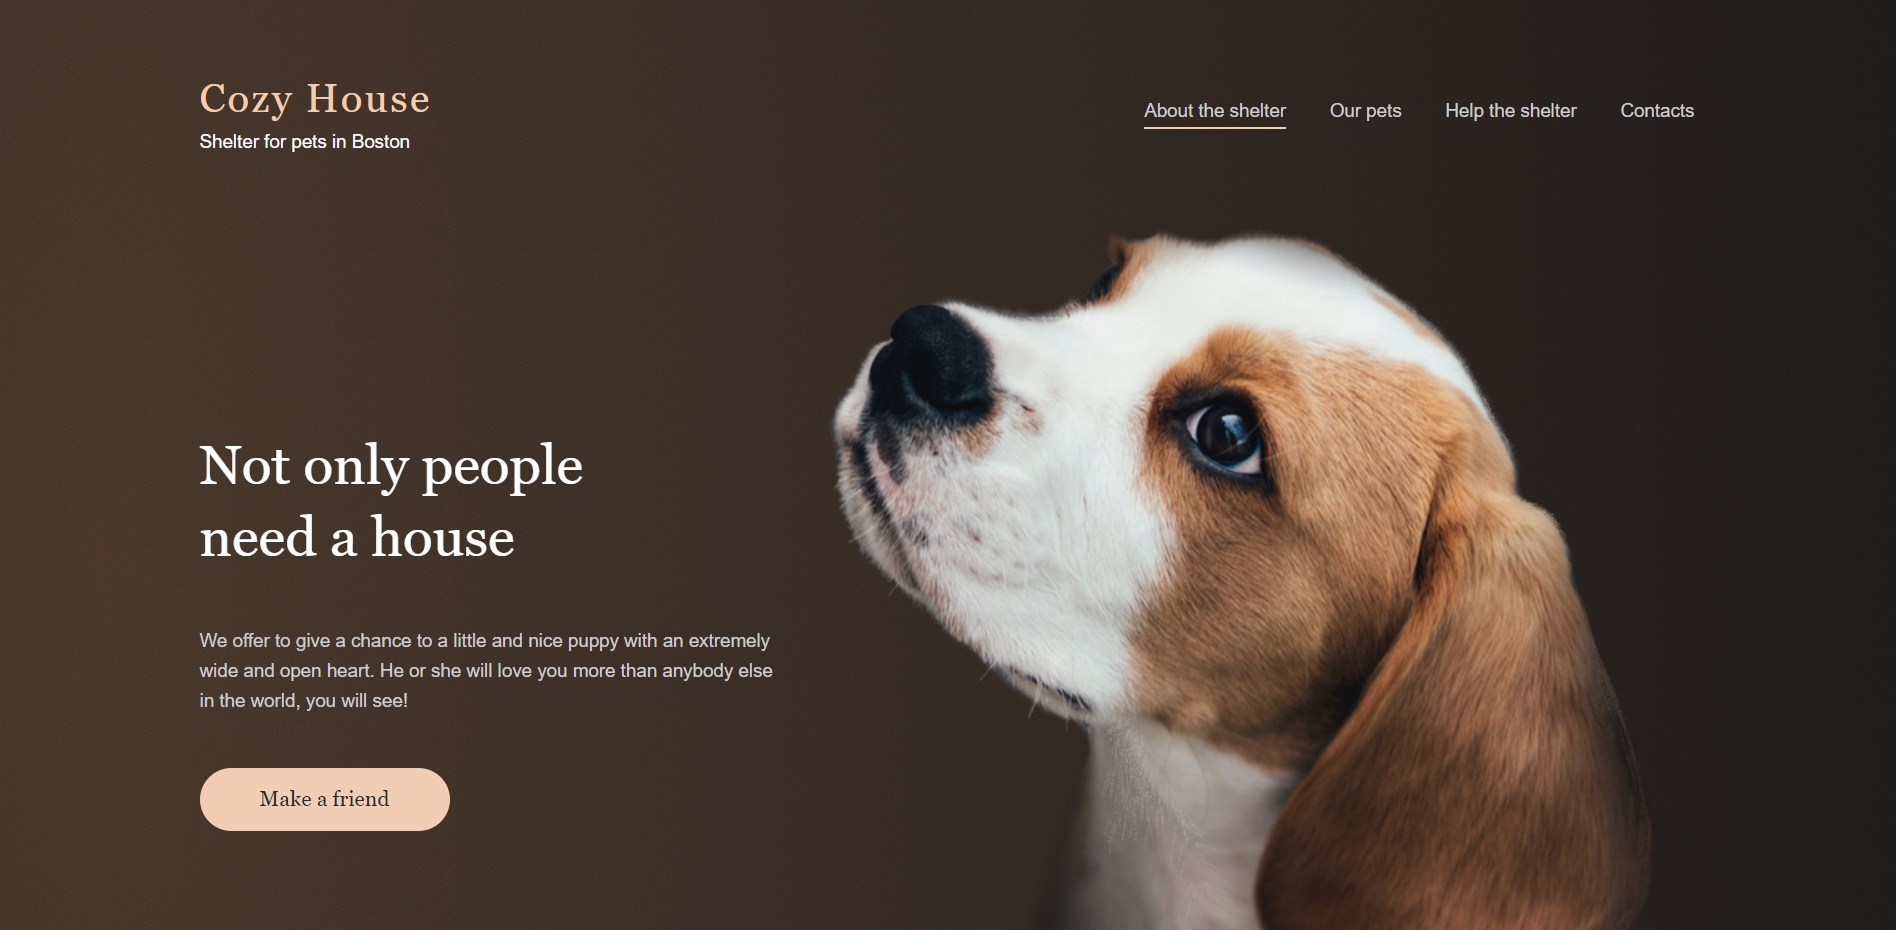 Cozy House
Shelter for pets in Boston
About the shelter
Our pets
Help the shelter
Contacts
Not only people
need a house
We offer to give a chance to a little and nice puppy with an extremely
wide and open heart. He or she will love you more than anybody else
in the world, you will see!
Make a friend